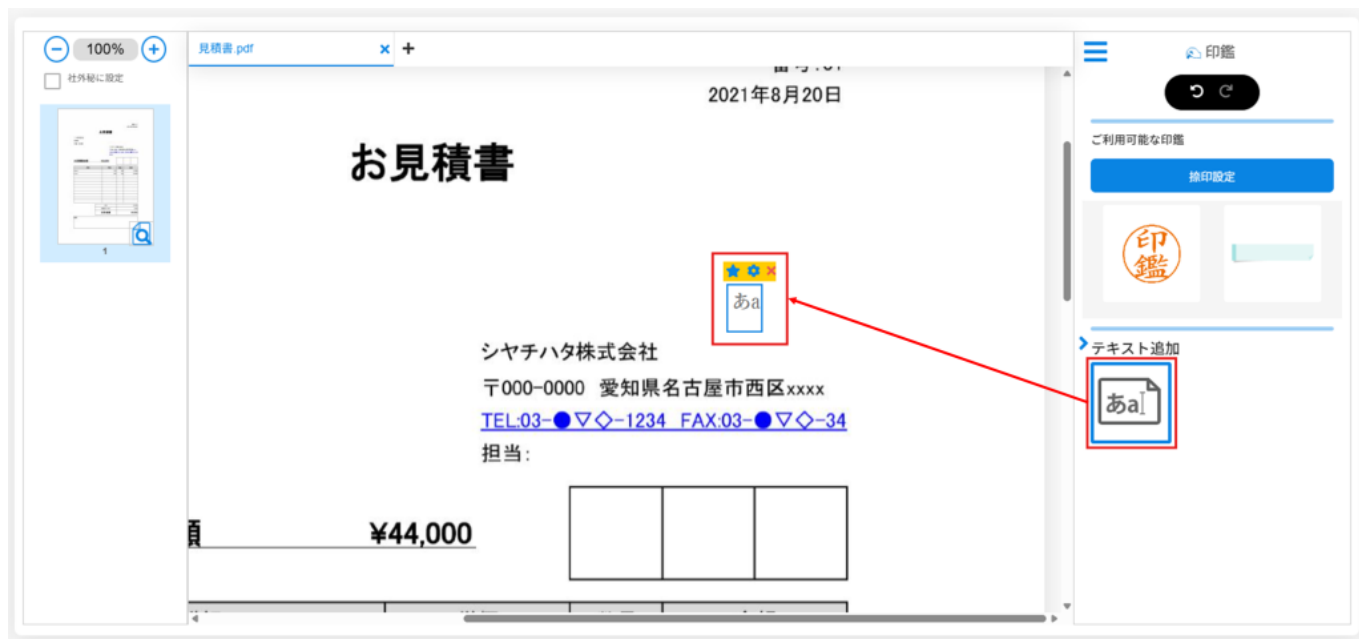 100%
社外秘に設定
1
見積書.pdf
2021年8月20日
お見積書
あa
シヤチハタ株式会社
〒000-0000 愛知県名古屋市西区xxxx
TEL:03-●▽◇-1234 FAX:03-●▽◇-34
担当:
¥44,000
印鑑
ご利用可能な印鑑
捺印設定
印鑑
テキスト追加
あa